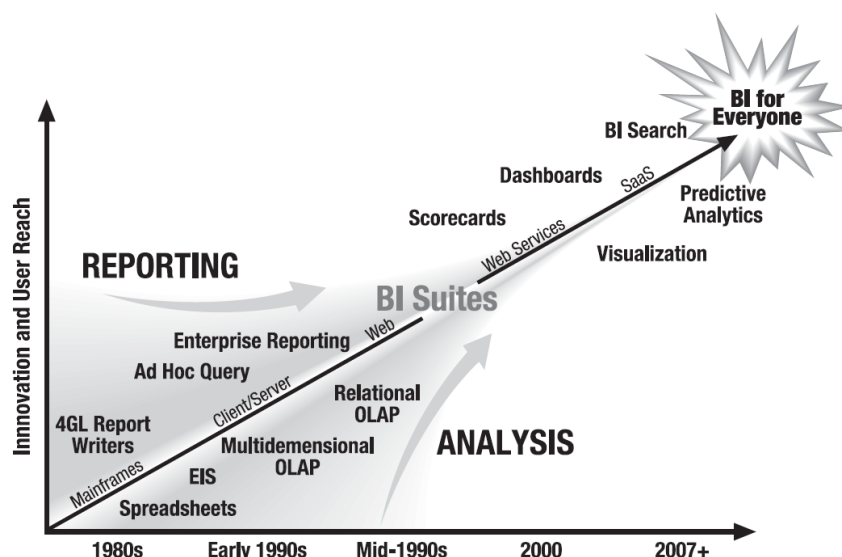 BI for
Everyone
BI Search
Dashboards
SaaS
Predictive
Analytics
Scorecards
Web Services
Visualization
REPORTING
BI Suites
Innnovation and User Reach
Enterprise Reporting
Web
Ad Hoc Query
Client/Server
Relational
OLAP
4GL Report
Writers
Multidemensional
OLAP
ANALYSIS
Mainframes
EIS
Spreadsheets
1980s
Early 1990s
Mid-1990s
2000
2007+